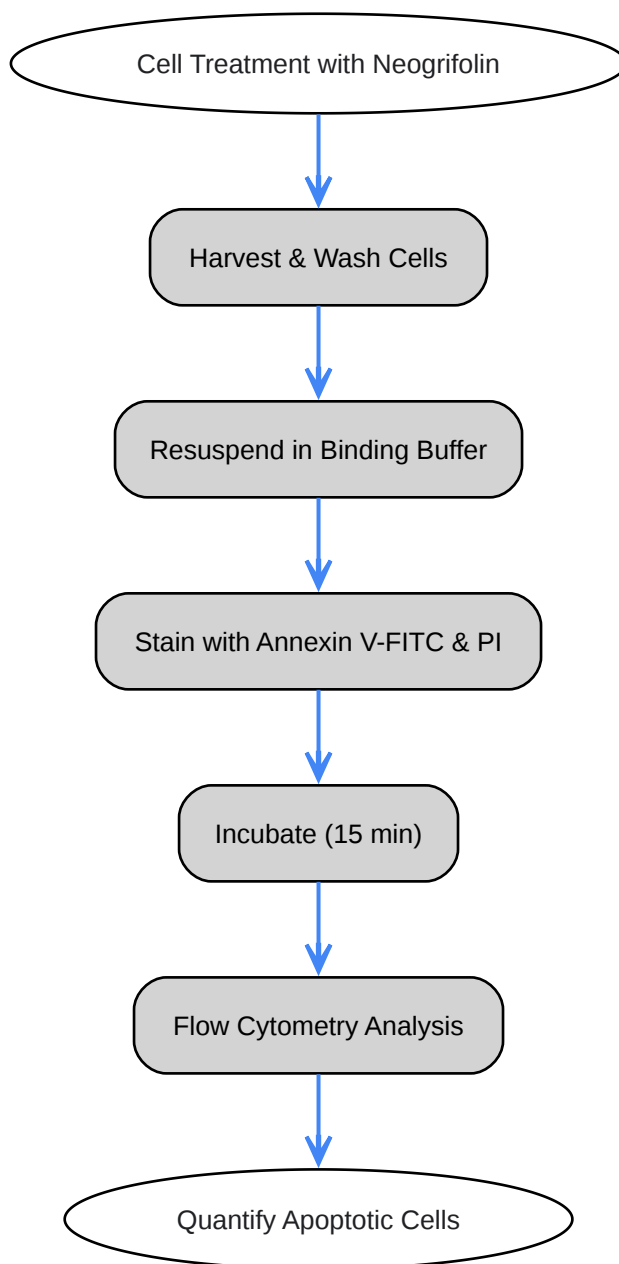 Cell Treatment with Neogrifolin
Harvest & Wash Cells
Resuspend in Binding Buffer
Stain with Annexin V-FITC & PI
Incubate (15 min)
Flow Cytometry Analysis
Quantify Apoptotic Cells